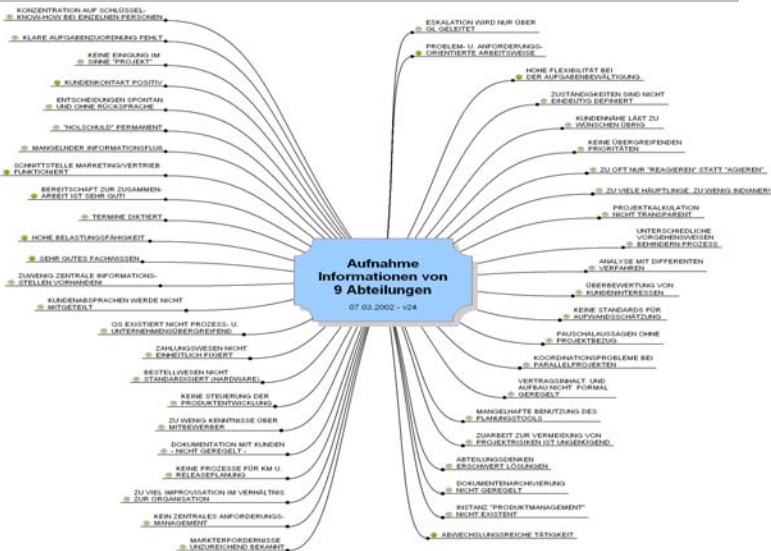 KONZENTRATION AUF SCHLÜSSEL-
KNOW-HOW BEI EINZELNEN PERSONEN
KLARE AUFGABENZUORDNUNG FEHLT
KEINE EINIGUNG IM
SINNE "PROJEKT"
KUNDENKONTAKT POSITIV
ENTSCHEIDUNGEN SPONTAN
UND OHNE RÜCKSPRACHE
"HOLSCHULD" PERMANENT
MANGELNDER INFORMATIONSFLUß
SCHNITTSTELLE MARKETING/VERTRIEB
FUNKTIONIERT
BEREITSCHAFT ZUR ZUSAMMEN-
ARBEIT IST SEHR GUT!
TERMINE DIKTIERT
HOHE BELASTUNGSFÄHIGKEIT
SEHR GUTES FACHWISSEN
ZUWENIG ZENTRALE INFORMATIONS-
STELLEN VORHANDEN!
KUNDENABSPRACHEN WERDE NICHT
MITGETEILT
QS EXISTIERT NICHT PROZESS- U.
UNTERNEHMENSÜBERGREIFEND
ZAHLUNGSWESEN NICHT
EINHEITLICH FIXIERT
BESTELLWESEN NICHT
STANDARDISIERT (HARDWARE)
KEINE STEUERUNG DER
PRODUKTENTWICKLUNG
ZU WENIG KENNTNISSE ÜBER
MITBEWERBER
DOKUMENTATION MIT KUNDEN
- NICHT GEREGELT -
KEINE PROZESSE FÜR KM U.
RELEASEPLANUNG
ZU VIEL IMPROVISATION IM VERHÄLTNIS
ZUR ORGANISATION
KEIN ZENTRALES ANFORDERUNGS-
MANAGEMENT
MARKTERFORDERNISSE
UNZUREICHEND BEKANNT
Aufnahme
Informationen von
9 Abteilungen
07.03.2002 - v24
ESKALATION WIRD NUR ÜBER
GL GELEITET
PROBLEM- U. ANFORDERUNGS-
ORIENTIERTE ARBEITSWEISE
HOHE FLEXIBILITÄT BEI
DER AUFGABENBEWÄLTIGUNG
ZUSTÄNDIGKEITEN SIND NICHT
EINDEUTIG DEFINIERT
KUNDENNÄHE LÄßT ZU
WÜNSCHEN ÜBRIG
KEINE ÜBERGREIFENDEN
PRIORITÄTEN
ZU OFT NUR "REAGIEREN" STATT "AGIEREN"
ZU VIELE HÄUPTLINGE, ZU WENIG INDIANER!
PROJEKTKALKULATION
NICHT TRANSPARENT
UNTERSCHIEDLICHE
VORGEHENSWEISEN
BEHINDERN PROZESS
ANALYSE MIT DIFFERENTEN
VERFAHREN
ÜBERBEWERTUNG VON
KUNDENINTERESSEN
KEINE STANDARDS FÜR
AUFWANDSSCHÄTZUNG
PAUSCHALAUSSAGEN OHNE
PROJEKTBEZUG
KOORDINATIONSPROBLEME BEI
PARALLELPROJEKTEN
VERTRAGSINHALT UND
AUFBAU NICHT FORMAL
GEREGELT
MANGELHAFTE BENUTZUNG DES
PLANUNGSTOOLS
ZUARBEIT ZUR VERMEIDUNG VON
PROJEKTRISIKEN IST UNGENÜGEND
ABTEILUNGSDENKEN
ERSCHWERT LÖSUNGEN
DOKUMENTENARCHIVIERUNG
NICHT GEREGELT
INSTANZ "PRODUKTMANAGEMENT"
NICHT EXISTENT
ABWECHSLUNGSREICHE TÄTIGKEIT